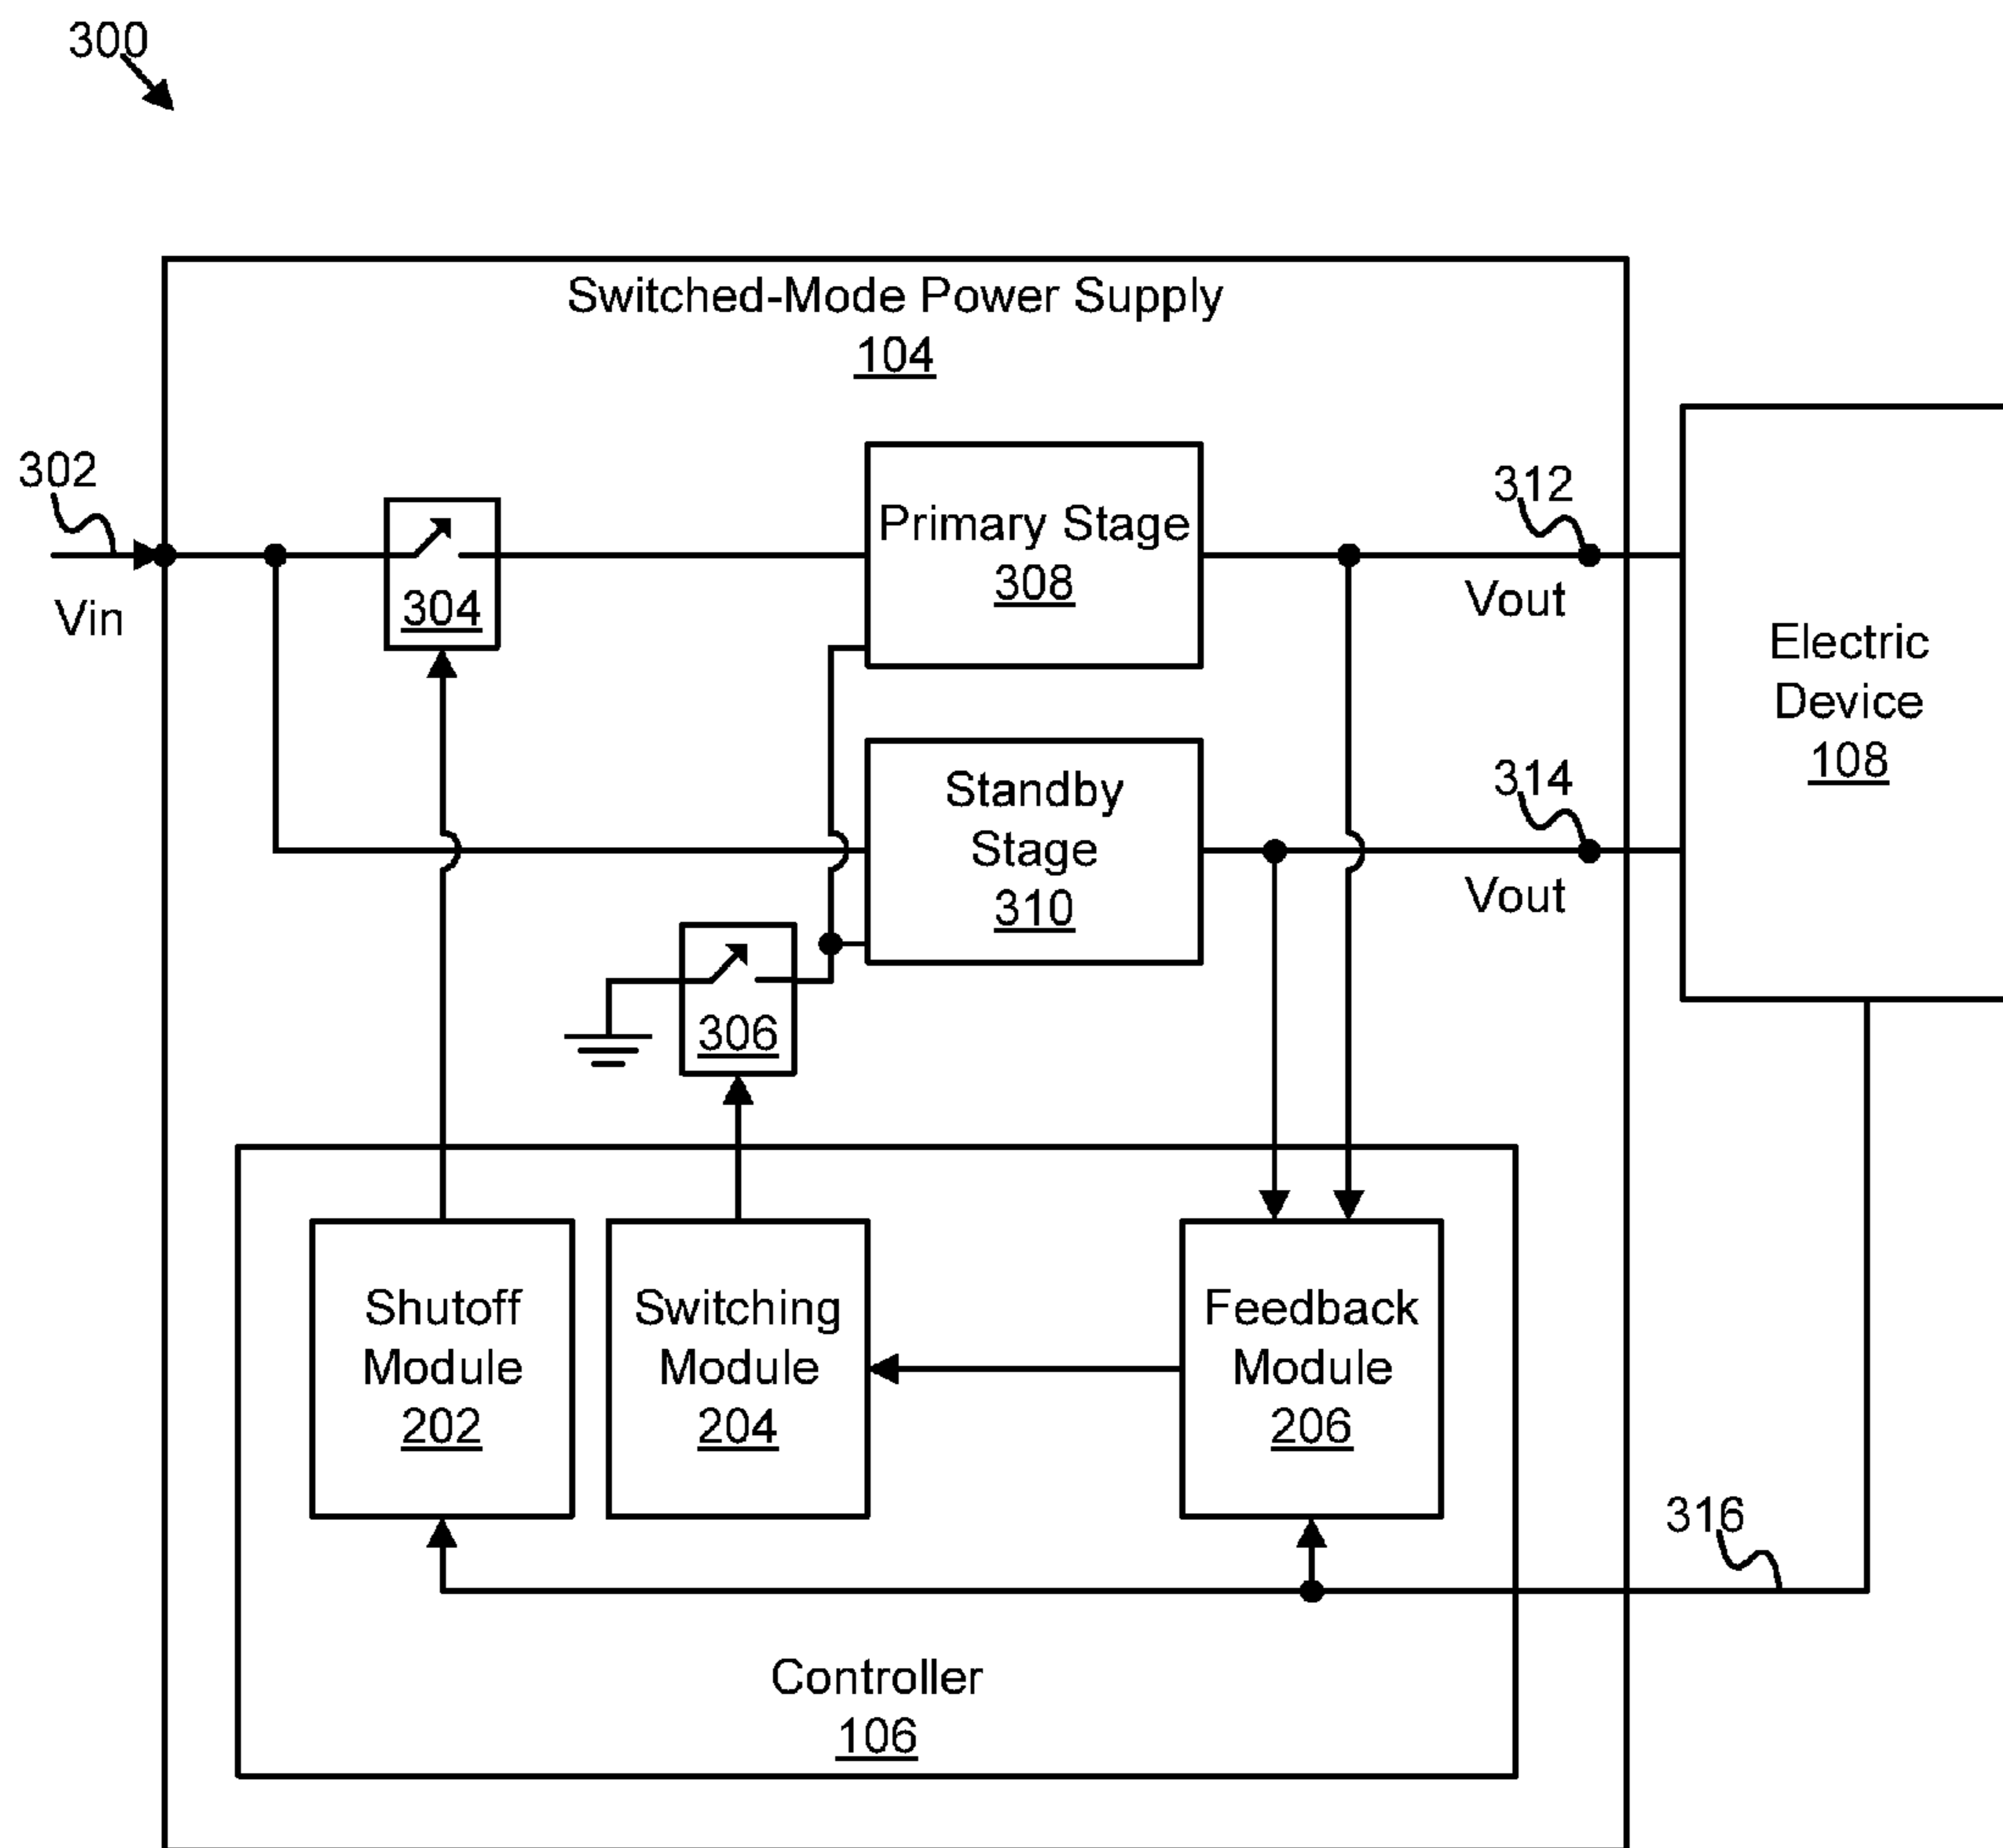 300
Switched-Mode Power Supply
104
302
Vin
304
Primary Stage
308
312
Vout
Electric
Device
108
Standby
Stage
310
314
Vout
306
Shutoff
Module
202
Switching
Module
204
Feedback
Module
206
316
Controller
106